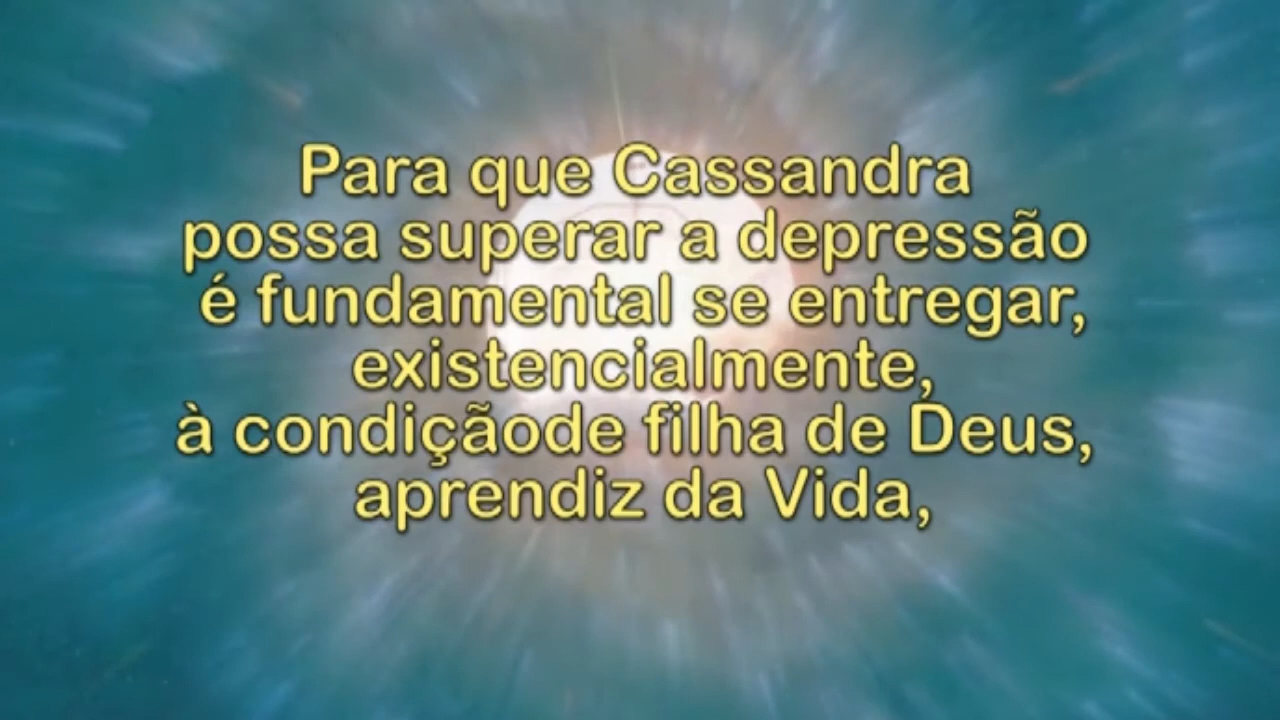 Para que Cassandra
possa superar a depressão
é fundamental se entregar,
existencialmente,
à condiçãode filha de Deus,
aprendiz da Vida,